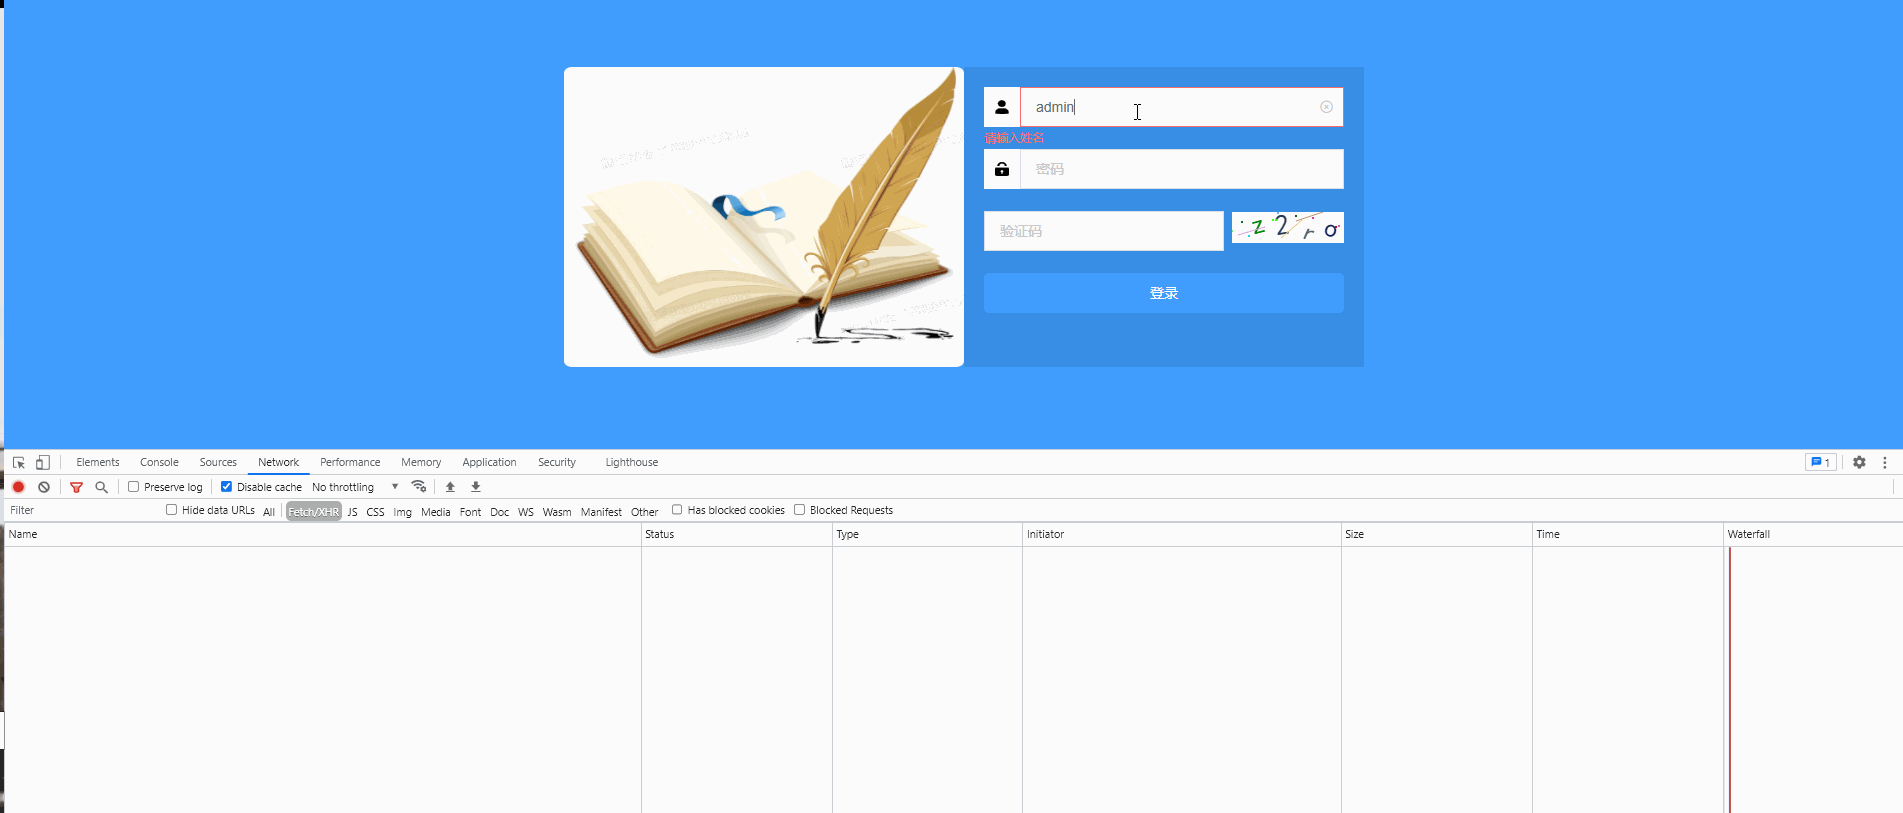 admin
请输入姓名
密码
验证码
z2ro
登录
Elements Console Sources Network Performance Memory Application Security Lighthouse 1
Preserve log Disable cache No throttling
Filter Hide data URLs All Fetch/XHR JS CSS Img Media Font Doc WS Wasm Manifest Other Has blocked cookies Blocked Requests
Name Status Type Initiator Size Time Waterfall